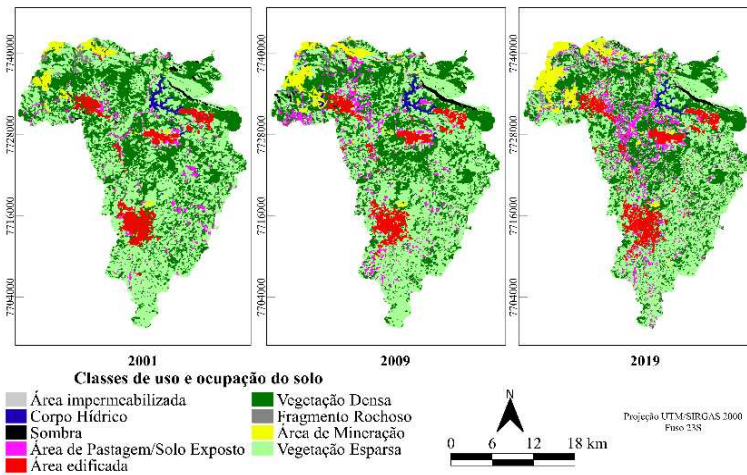 7740000
7728000
7716000
7704000
7740000
7728000
7716000
7704000
7740000
7728000
7716000
7704000
2001
2009
2019
Classes de uso e ocupação do solo
Área impermeabilizada
Corpo Hídrico
Sombra
Área de Pastagem/Solo Exposto
Área edificada
Vegetação Densa
Fragmento Rochoso
Área de Mineração
Vegetação Esparsa
N
0 6 12 18 km
Projeção UTM/SIRGAS 2000
Fuso 23S